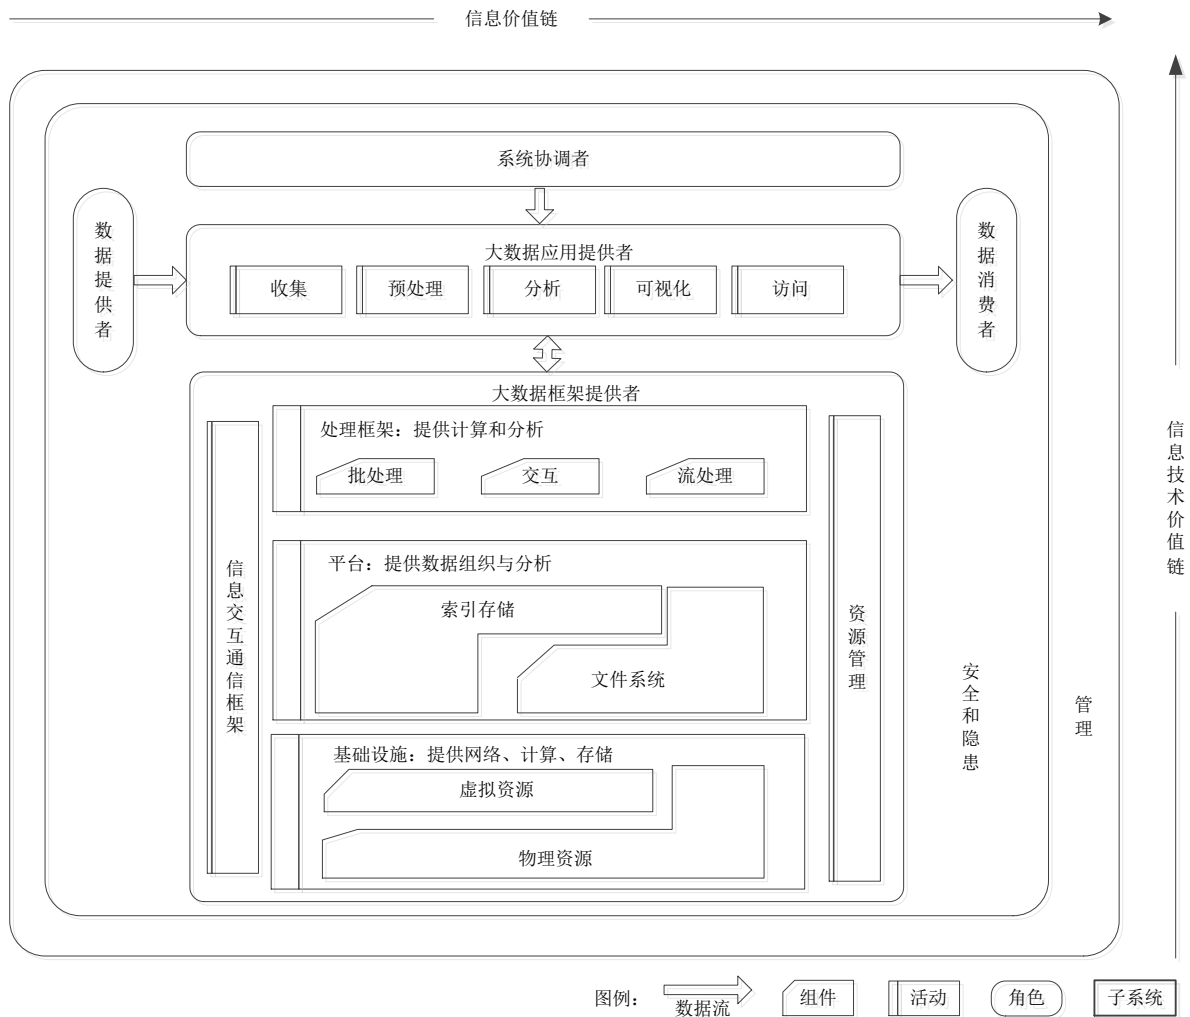 信息价值链
系统协调者
数据提供者
大数据应用提供者
收集
预处理
分析
可视化
访问
数据消费者
大数据框架提供者
信息交互通信框架
处理框架：提供计算和分析
批处理
交互
流处理
平台：提供数据组织与分析
索引存储
文件系统
基础设施：提供网络、计算、存储
虚拟资源
物理资源
资源管理
安全和隐患
管理
信息技术价值链
图例：
数据流
组件
活动
角色
子系统